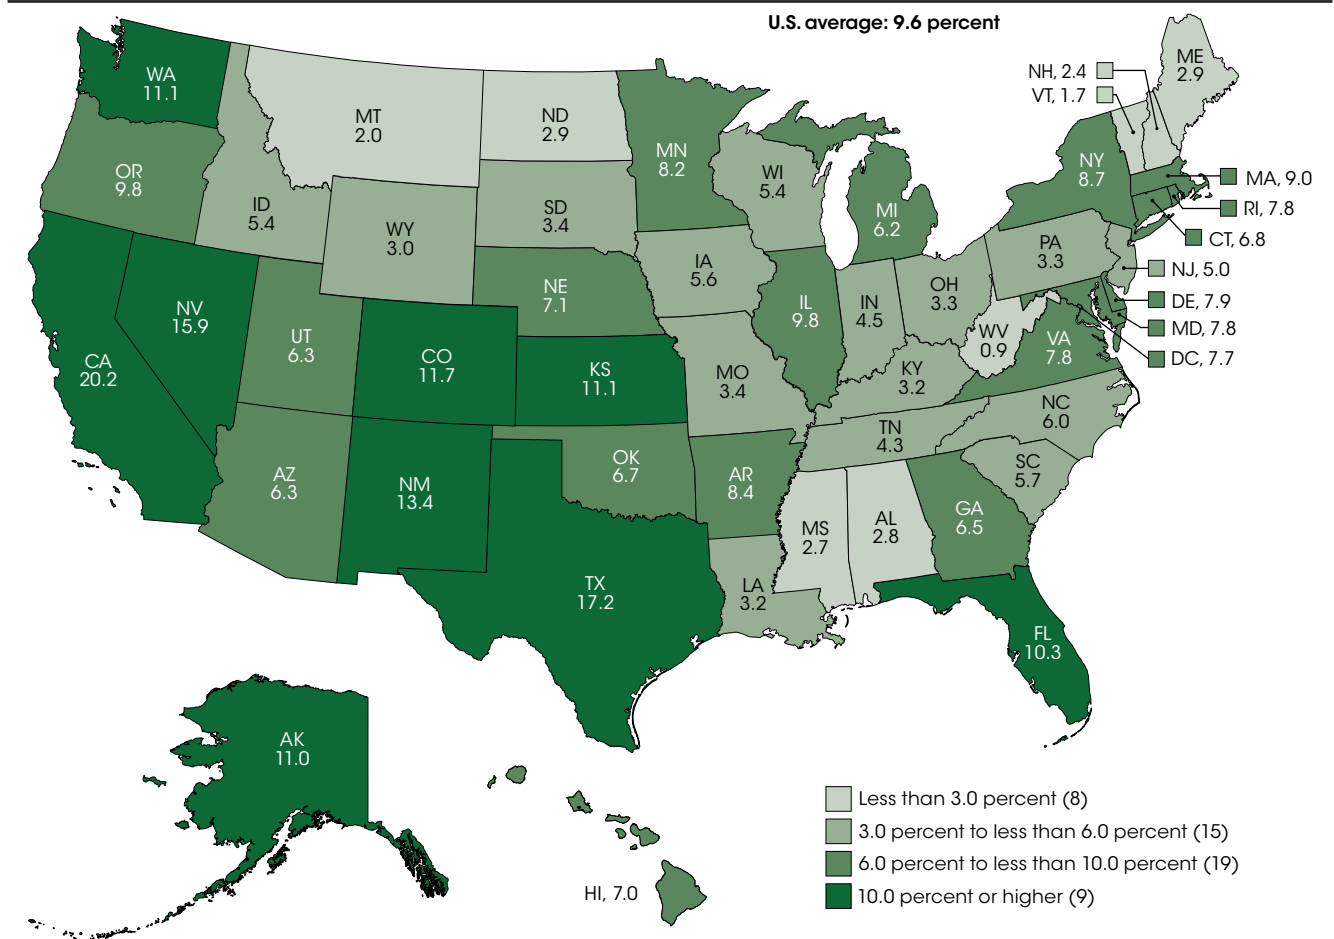 U.S. average: 9.6 percent
WA
11.1
MT
2.0
ND
2.9
MN
8.2
ME
2.9
NH, 2.4
VT, 1.7
OR
9.8
ID
5.4
WY
3.0
SD
3.4
WI
5.4
MI
6.2
NY
8.7
MA, 9.0
RI, 7.8
CT, 6.8
NJ, 5.0
DE, 7.9
MD, 7.8
DC, 7.7
NV
15.9
UT
6.3
CA
20.2
CO
11.7
NE
7.1
KS
11.1
IA
5.6
MO
3.4
IL
9.8
IN
4.5
OH
3.3
PA
3.3
WV
0.9
VA
7.8
KY
3.2
NC
6.0
TN
4.3
SC
5.7
AZ
6.3
NM
13.4
OK
6.7
AR
8.4
MS
2.7
AL
2.8
GA
6.5
TX
17.2
LA
3.2
FL
10.3
AK
11.0
HI, 7.0
Less than 3.0 percent (8)
3.0 percent to less than 6.0 percent (15)
6.0 percent to less than 10.0 percent (19)
10.0 percent or higher (9)